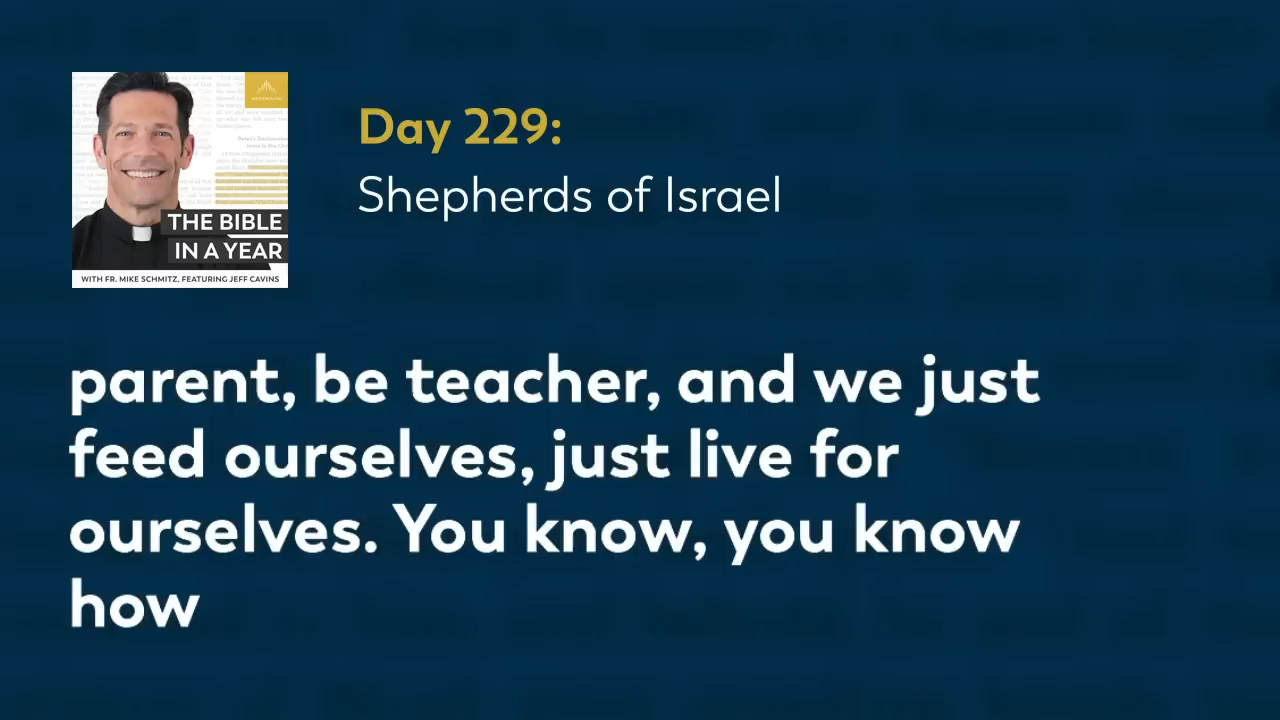 Day 229:
Shepherds of Israel
THE BIBLE
IN A YEAR
WITH FR. MIKE SCHMITZ, FEATURING JEFF CAVINS
parent, be teacher, and we just
feed ourselves, just live for
ourselves. You know, you know
how